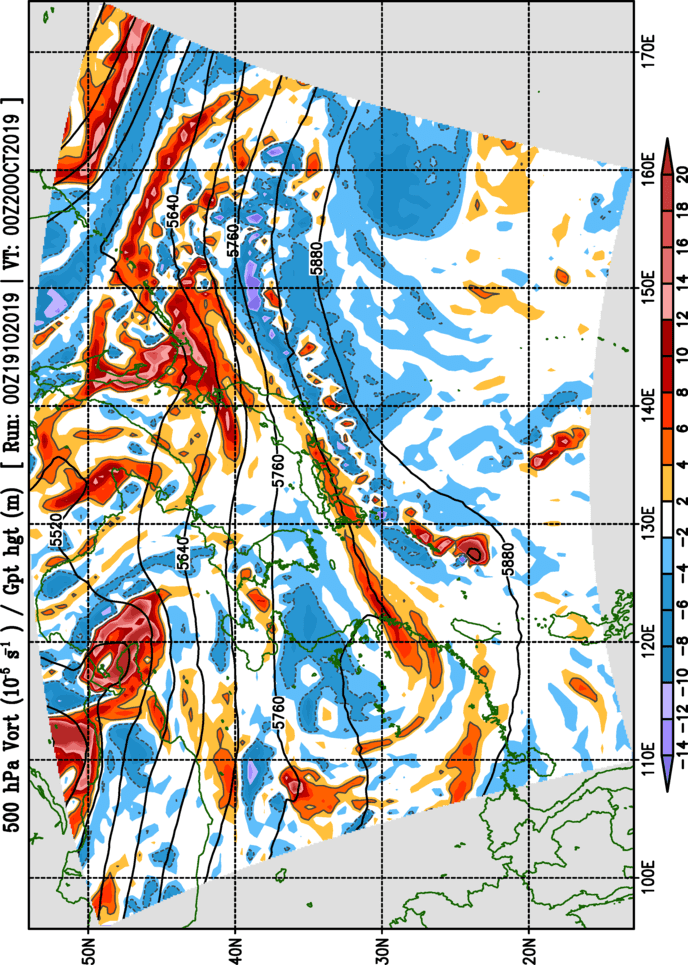 500 hPa Vort (10⁻⁵ s⁻¹) / Gpt hgt (m) [ Run: 00Z19102019 | VT: 00Z20OCT2019 ]
5520
50N
5640
5640
5760
40N
5760
5760
5880
30N
5880
20N
100E 110E 120E 130E 140E 150E 160E 170E
−14 −12 −10 −8 −6 −4 −2 2 4 6 8 10 12 14 16 18 20